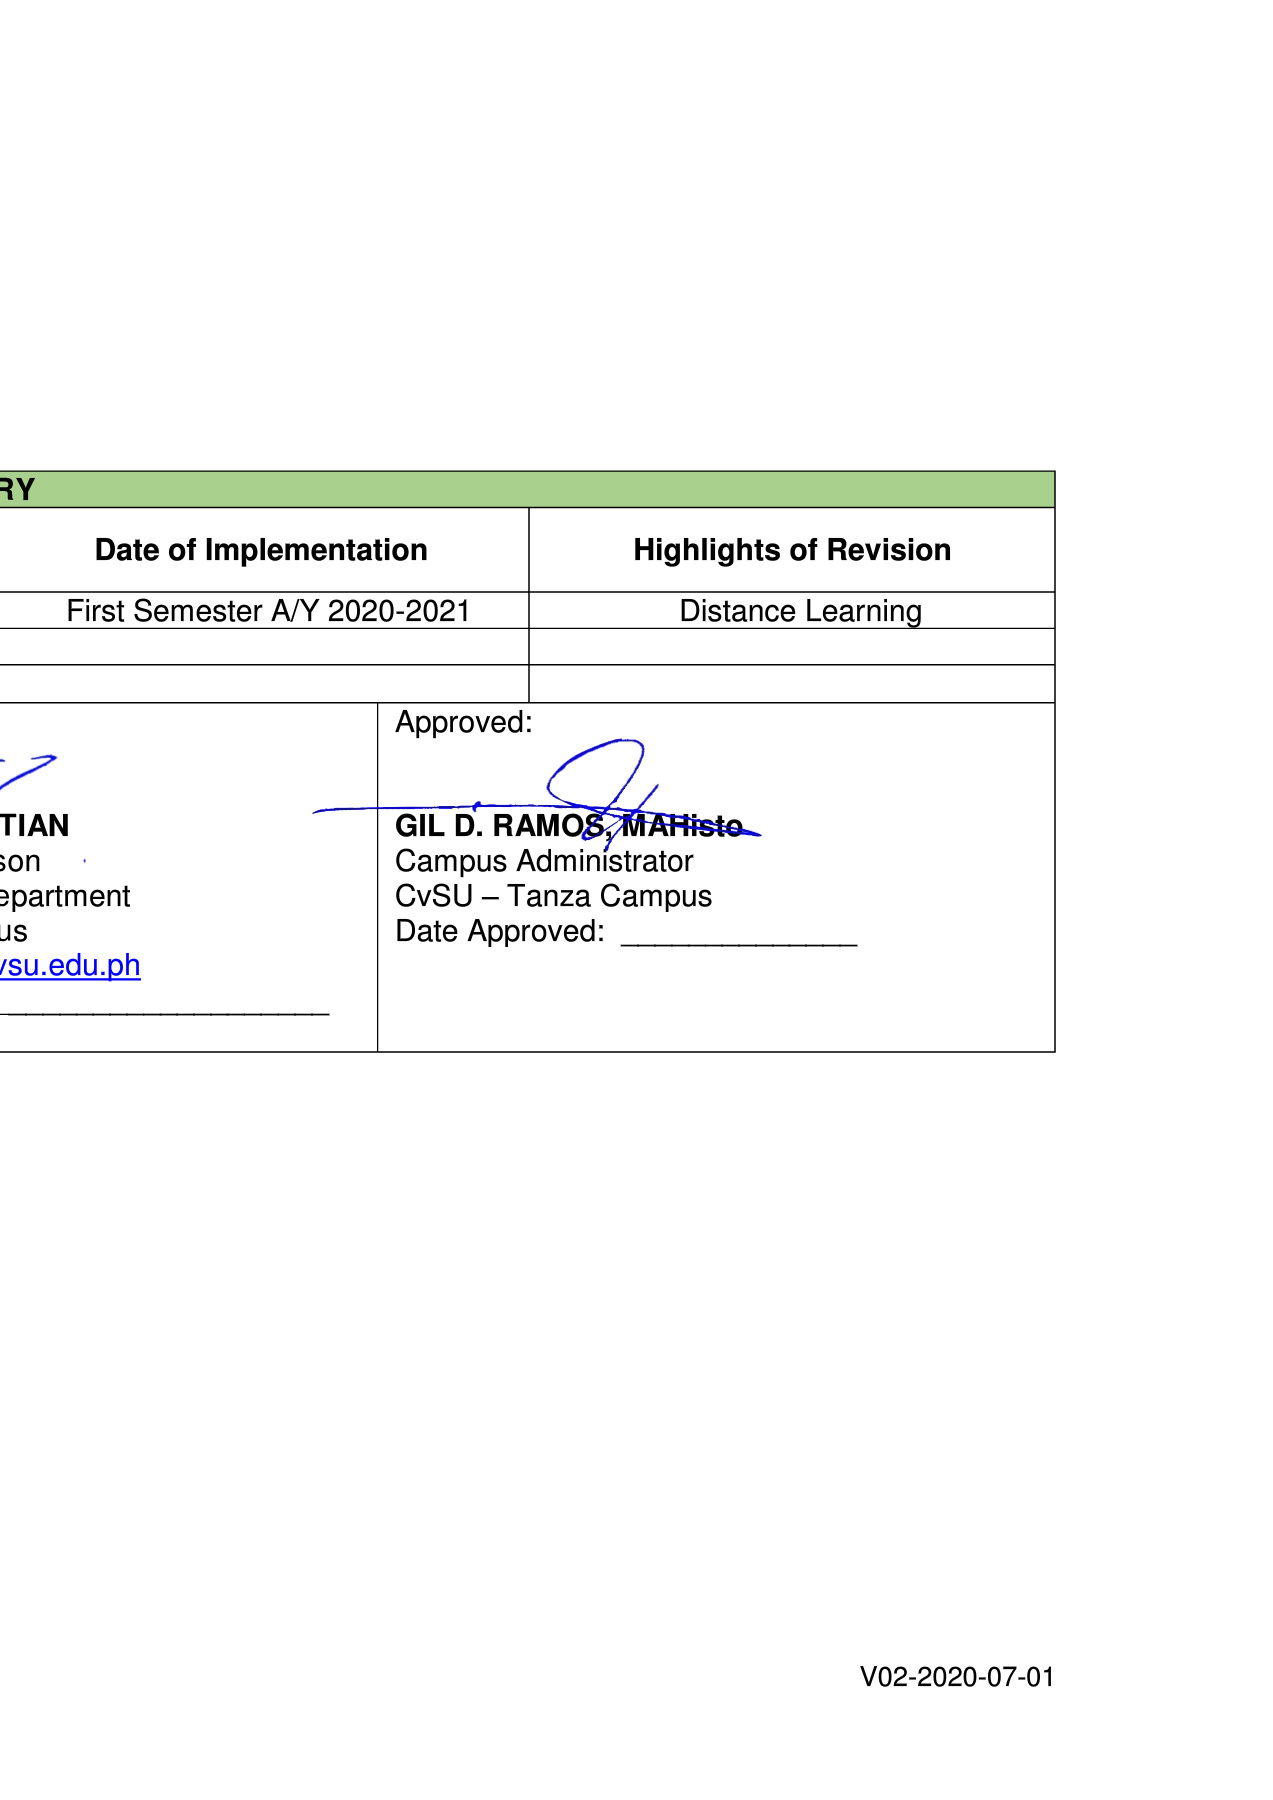 RY
Date of Implementation
Highlights of Revision
First Semester A/Y 2020-2021
Distance Learning
TIAN
son
epartment
us
vsu.edu.ph
Approved:
GIL D. RAMOS, MAHisto
Campus Administrator
CvSU – Tanza Campus
Date Approved: ______________
V02-2020-07-01